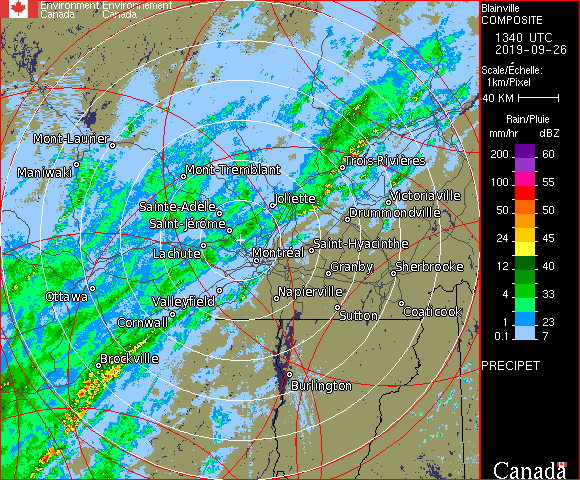 Environment Environnement
Canada Canada
Mont-Laurier
Maniwaki
Mont-Tremblant
Trois-Rivières
Sainte-Adèle
Joliette
Victoriaville
Drummondville
Saint-Jérôme
Lachute
Montréal
Saint-Hyacinthe
Granby
Sherbrooke
Ottawa
Valleyfield
Napierville
Cornwall
Sutton
Coaticook
Brockville
Burlington
Blainville
COMPOSITE
1340 UTC
2019-09-26
Scale/Échelle:
1km/Pixel
40 KM
Rain/Pluie
mm/hr dBZ
200 60
100 55
50 50
24 45
12 40
4 33
1 23
0.1 7
PRECIPET
Canada